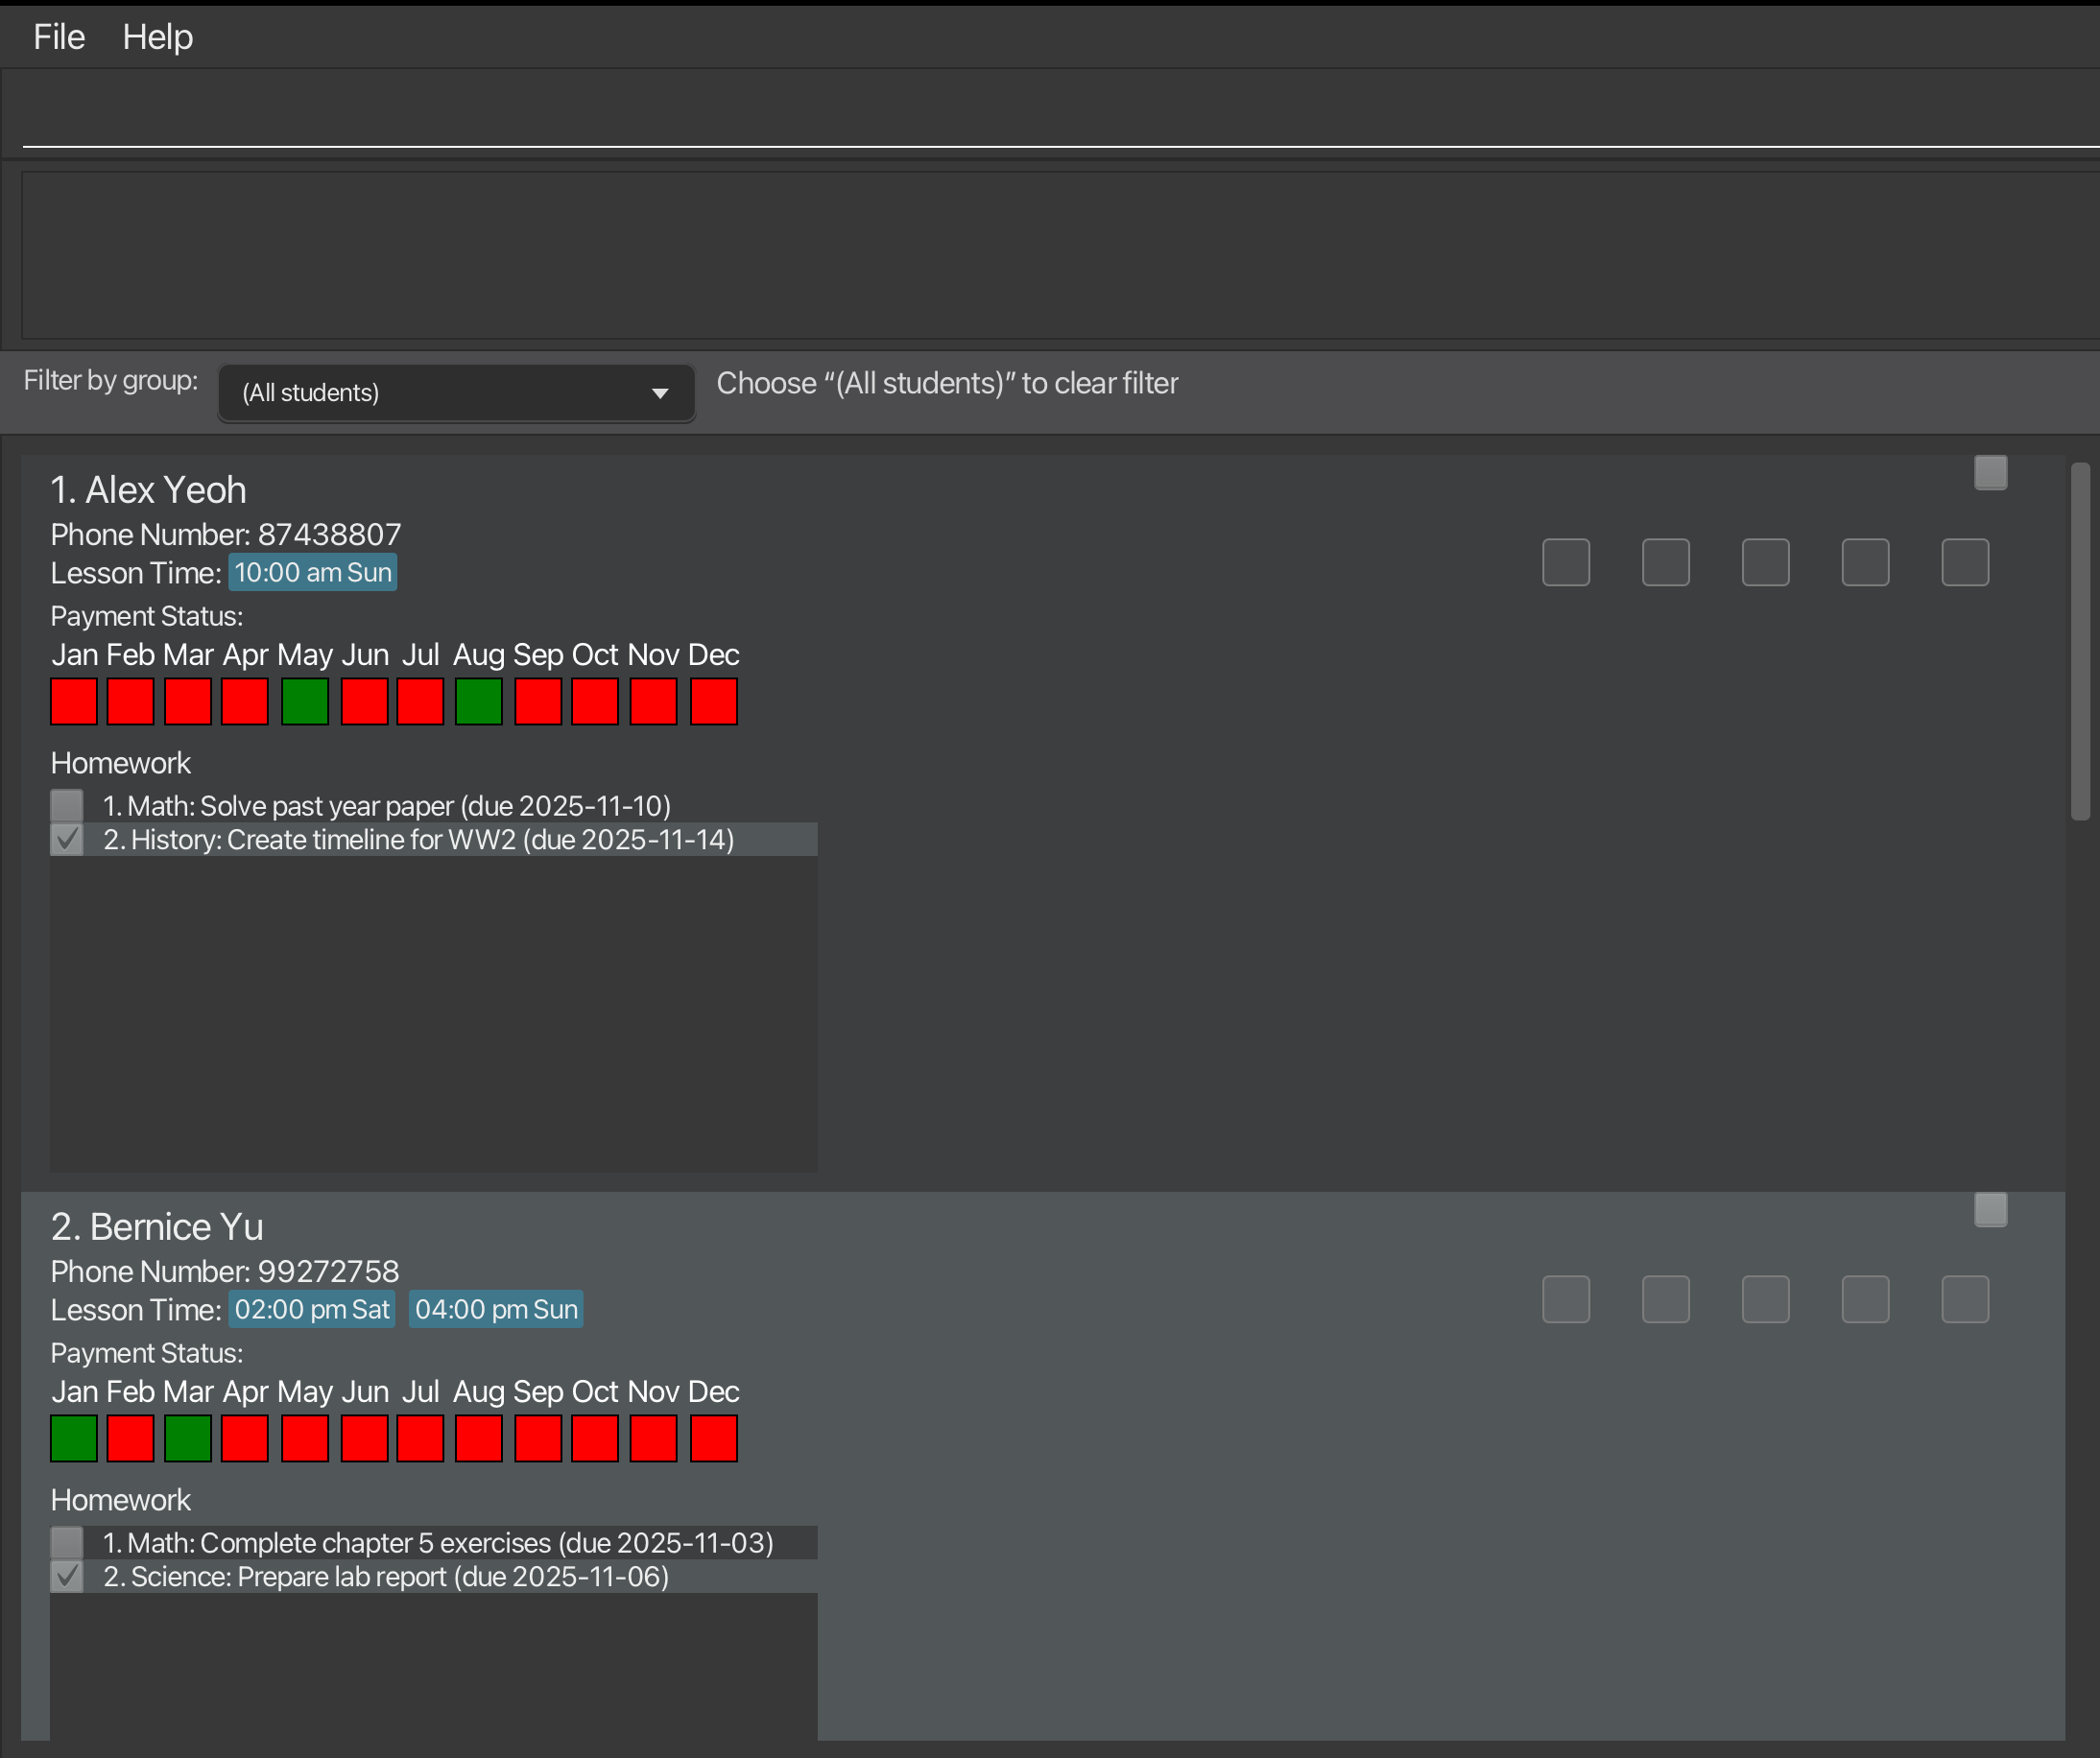 File Help
Filter by group: (All students) Choose “(All students)” to clear filter
1. Alex Yeoh
Phone Number: 87438807
Lesson Time: 10:00 am Sun
Payment Status:
Jan Feb Mar Apr May Jun Jul Aug Sep Oct Nov Dec
Homework
1. Math: Solve past year paper (due 2025-11-10)
2. History: Create timeline for WW2 (due 2025-11-14)
2. Bernice Yu
Phone Number: 99272758
Lesson Time: 02:00 pm Sat 04:00 pm Sun
Payment Status:
Jan Feb Mar Apr May Jun Jul Aug Sep Oct Nov Dec
Homework
1. Math: Complete chapter 5 exercises (due 2025-11-03)
2. Science: Prepare lab report (due 2025-11-06)